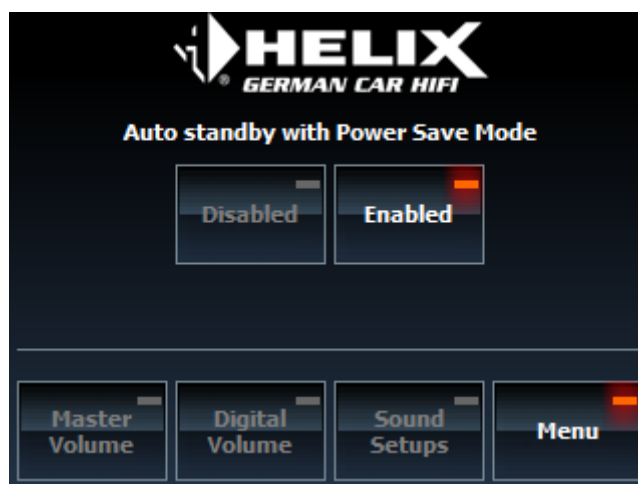 HELIX
GERMAN CAR HIFI
Auto standby with Power Save Mode
Disabled
Enabled
Master
Volume
Digital
Volume
Sound
Setups
Menu